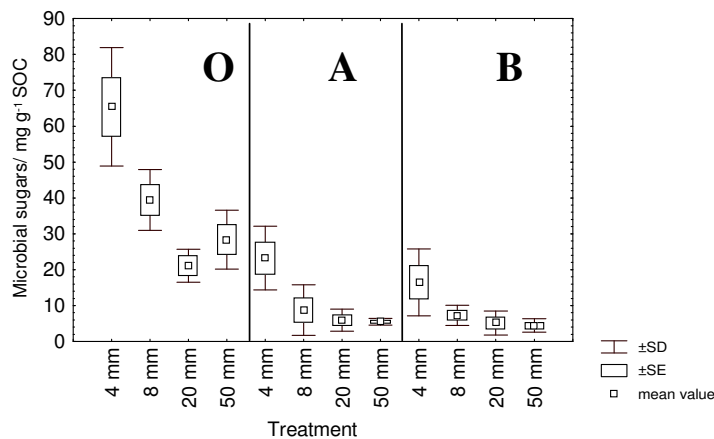 Microbial sugars/ mg g-1 SOC
90
80
70
60
50
40
30
20
10
0
O
A
B
4 mm
8 mm
20 mm
50 mm
4 mm
8 mm
20 mm
50 mm
4 mm
8 mm
20 mm
50 mm
Treatment
±SD
±SE
mean value